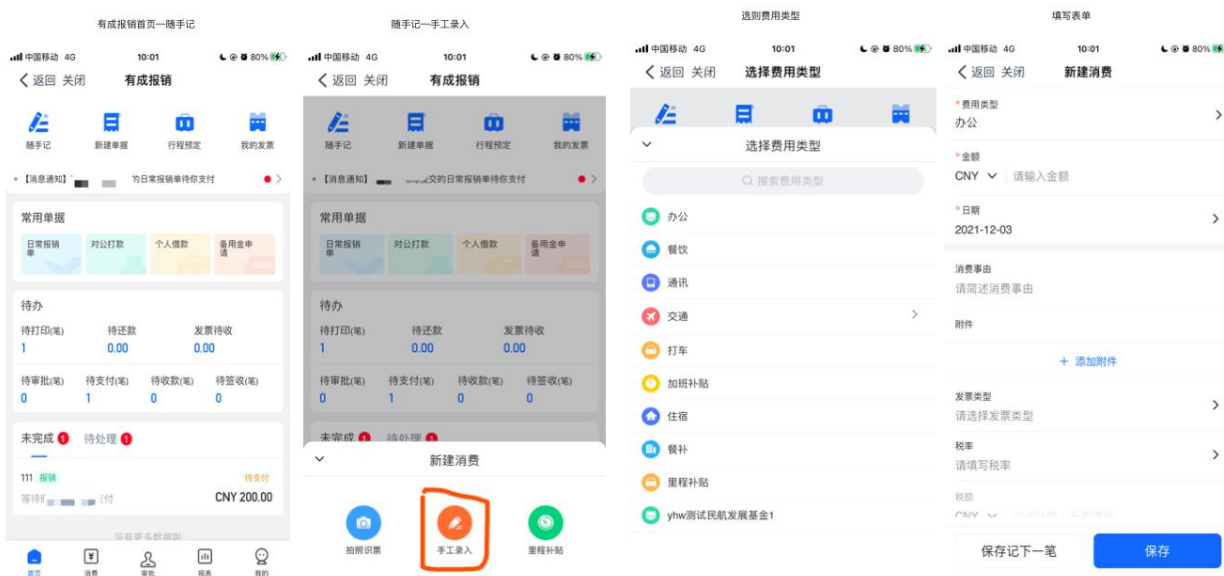 有成报销首页—随手记
中国移动 4G 10:01 80%
返回 关闭 有成报销
随手记 新建单据 行程预定 我的发票
【消息通知】 的日常报销单待你支付
常用单据
日常报销单 对公打款 个人借款 备用金申请
待办
待打印(笔) 待还款 发票待收
1 0.00 0.00
待审批(笔) 待支付(笔) 待收款(笔) 待签收(笔)
0 1 0 0
未完成 1 待处理 1
111 报销 待支付
等待 付 CNY 200.00
没有更多数据啦
首页 消费 审批 报表 我的
随手记—手工录入
中国移动 4G 10:01 80%
返回 关闭 有成报销
随手记 新建单据 行程预定 我的发票
【消息通知】 交的日常报销单待你支付
常用单据
日常报销单 对公打款 个人借款 备用金申请
待办
待打印(笔) 待还款 发票待收
1 0.00 0.00
待审批(笔) 待支付(笔) 待收款(笔) 待签收(笔)
0 1 0 0
未完成 1 待处理 1
新建消费
拍照识票 手工录入 里程补贴
选则费用类型
中国移动 4G 10:01 80%
返回 关闭 选择费用类型
选择费用类型
搜索费用类型
办公
餐饮
通讯
交通
打车
加班补贴
住宿
餐补
里程补贴
yhw测试民航发展基金1
填写表单
中国移动 4G 10:01 80%
返回 关闭 新建消费
*费用类型
办公
*金额
CNY 请输入金额
*日期
2021-12-03
消费事由
请简述消费事由
附件
+ 添加附件
发票类型
请选择发票类型
税率
请填写税率
税额
CNY
保存记下一笔 保存